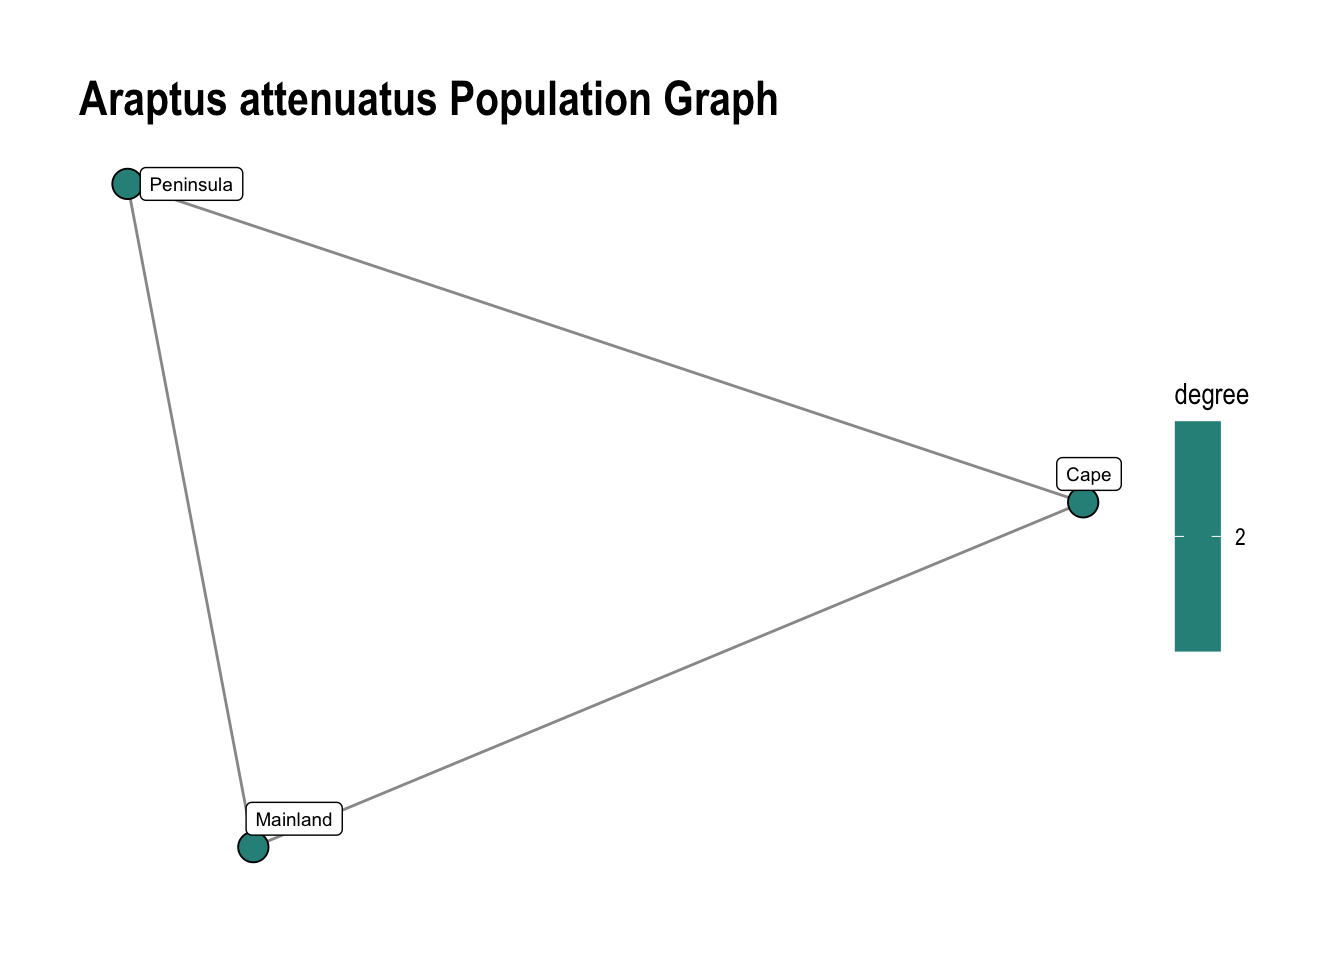 Araptus attenuatus Population Graph
Peninsula
degree
Cape
2
Mainland